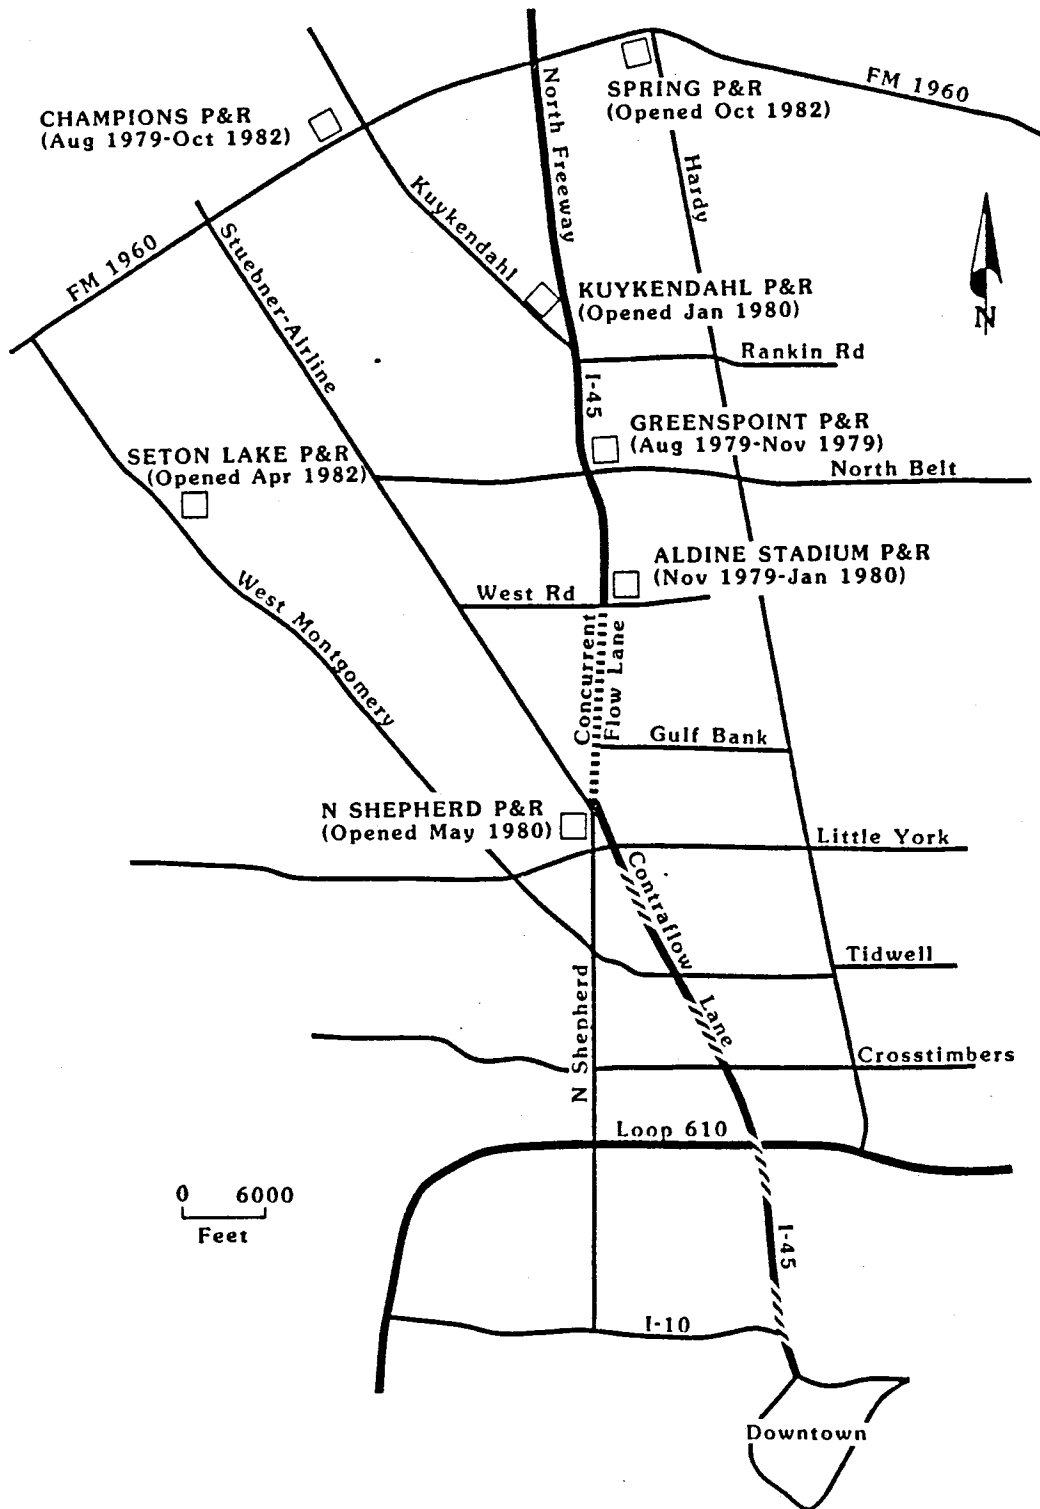 FM 1960
SPRING P&R
(Opened Oct 1982)
CHAMPIONS P&R
(Aug 1979-Oct 1982)
North Freeway
Hardy
Kuykendahl
FM 1960
Stuebner-Airline
KUYKENDAHL P&R
(Opened Jan 1980)
N
Rankin Rd
I-45
GREENSPOINT P&R
(Aug 1979-Nov 1979)
SETON LAKE P&R
(Opened Apr 1982)
North Belt
ALDINE STADIUM P&R
(Nov 1979-Jan 1980)
West Rd
West Montgomery
Concurrent
Flow Lane
Gulf Bank
N SHEPHERD P&R
(Opened May 1980)
Little York
Contraflow Lane
Tidwell
N Shepherd
Crosstimbers
Loop 610
0 6000
Feet
I-45
I-10
Downtown